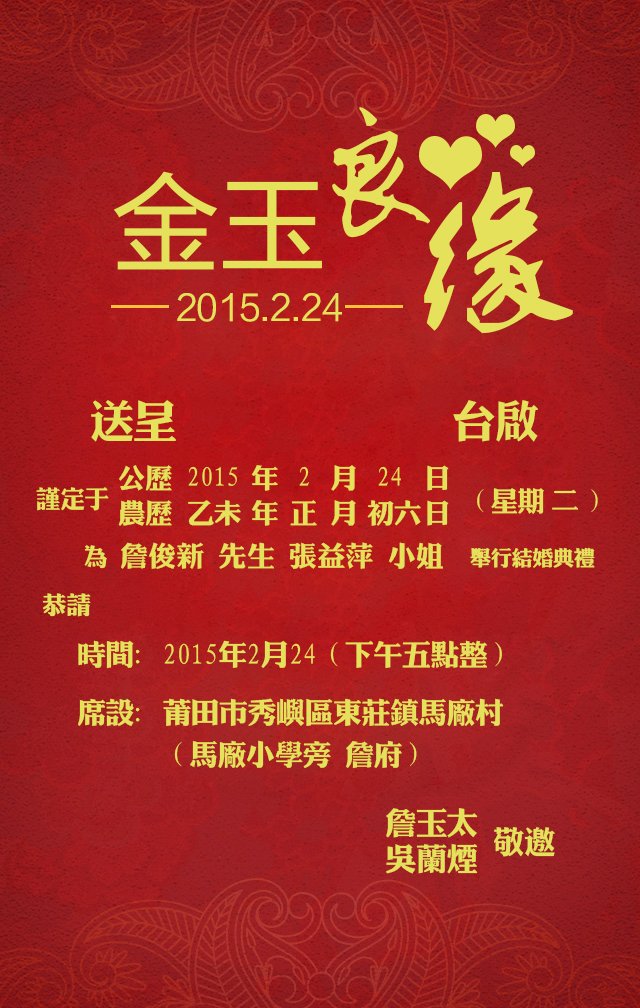 金玉良缘
2015.2.24
送呈 台啟
謹定于 公歷 2015 年 2 月 24 日 (星期二)
農歷 乙未 年 正 月 初六日
為 詹俊新 先生 張益萍 小姐 舉行結婚典禮
恭請
時間: 2015年2月24(下午五點整)
席設: 莆田市秀嶼區東莊鎮馬廠村
(馬廠小學旁 詹府)
詹玉太
吳蘭煙 敬邀